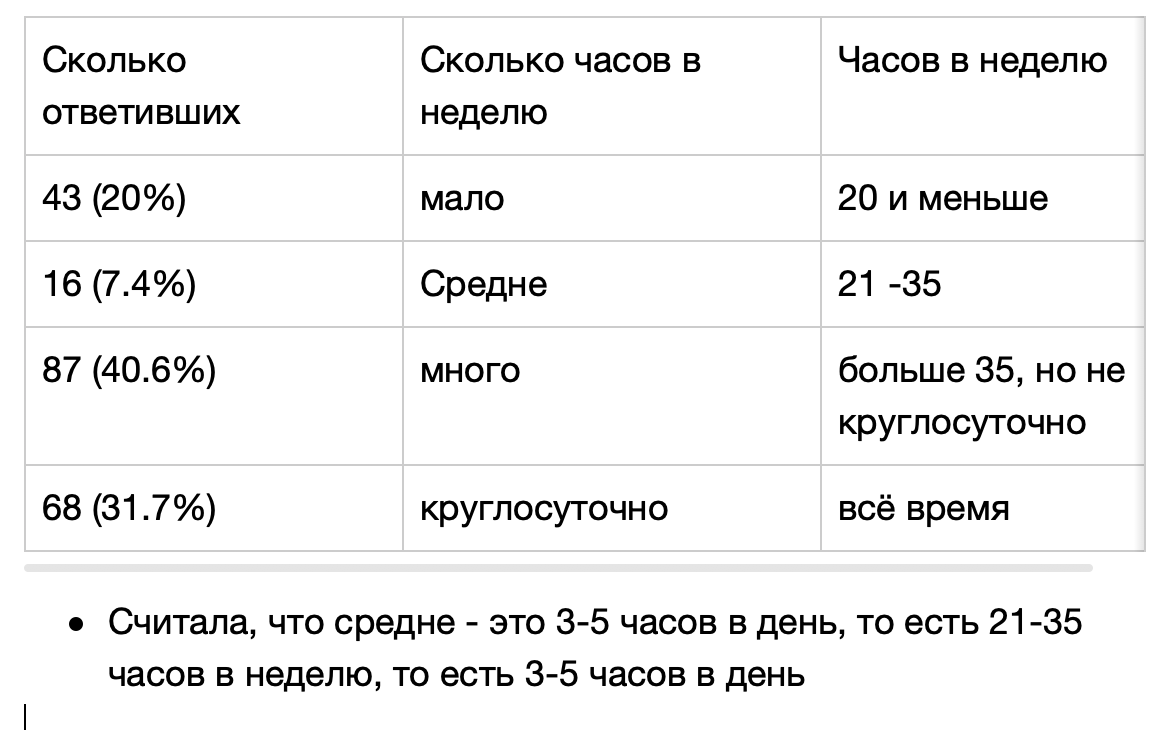 Сколько ответивших
Сколько часов в неделю
Часов в неделю
43 (20%)
мало
20 и меньше
16 (7.4%)
Средне
21 -35
87 (40.6%)
много
больше 35, но не круглосуточно
68 (31.7%)
круглосуточно
всё время
• Считала, что средне - это 3-5 часов в день, то есть 21-35
часов в неделю, то есть 3-5 часов в день